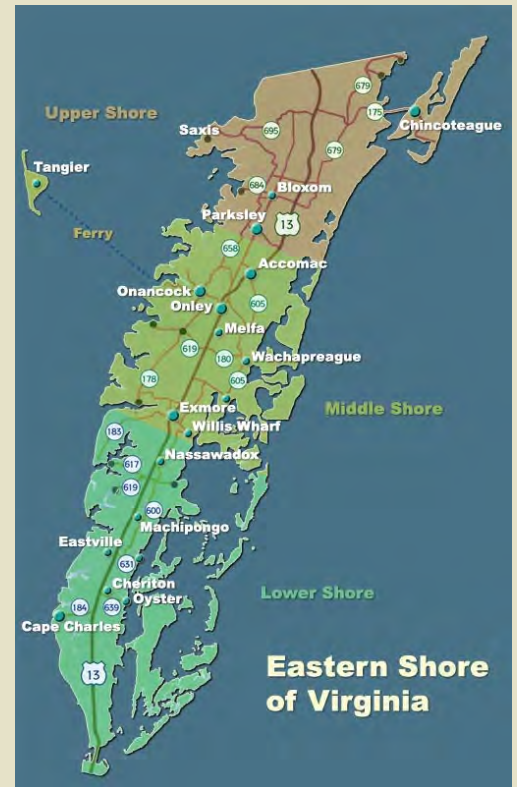 679
175
Chincoteague
Upper Shore
Saxis
695
679
Tangier
684
Bloxom
Parksley
13
Ferry
658
Accomac
Onancock
Onley
605
Melfa
619
180
Wachapreague
178
605
Middle Shore
Exmore
183
Willis Wharf
617
Nassawadox
619
600
Machipongo
Eastville
631
Cheriton
Lower Shore
184
639
Oyster
Cape Charles
13
Eastern Shore
of Virginia